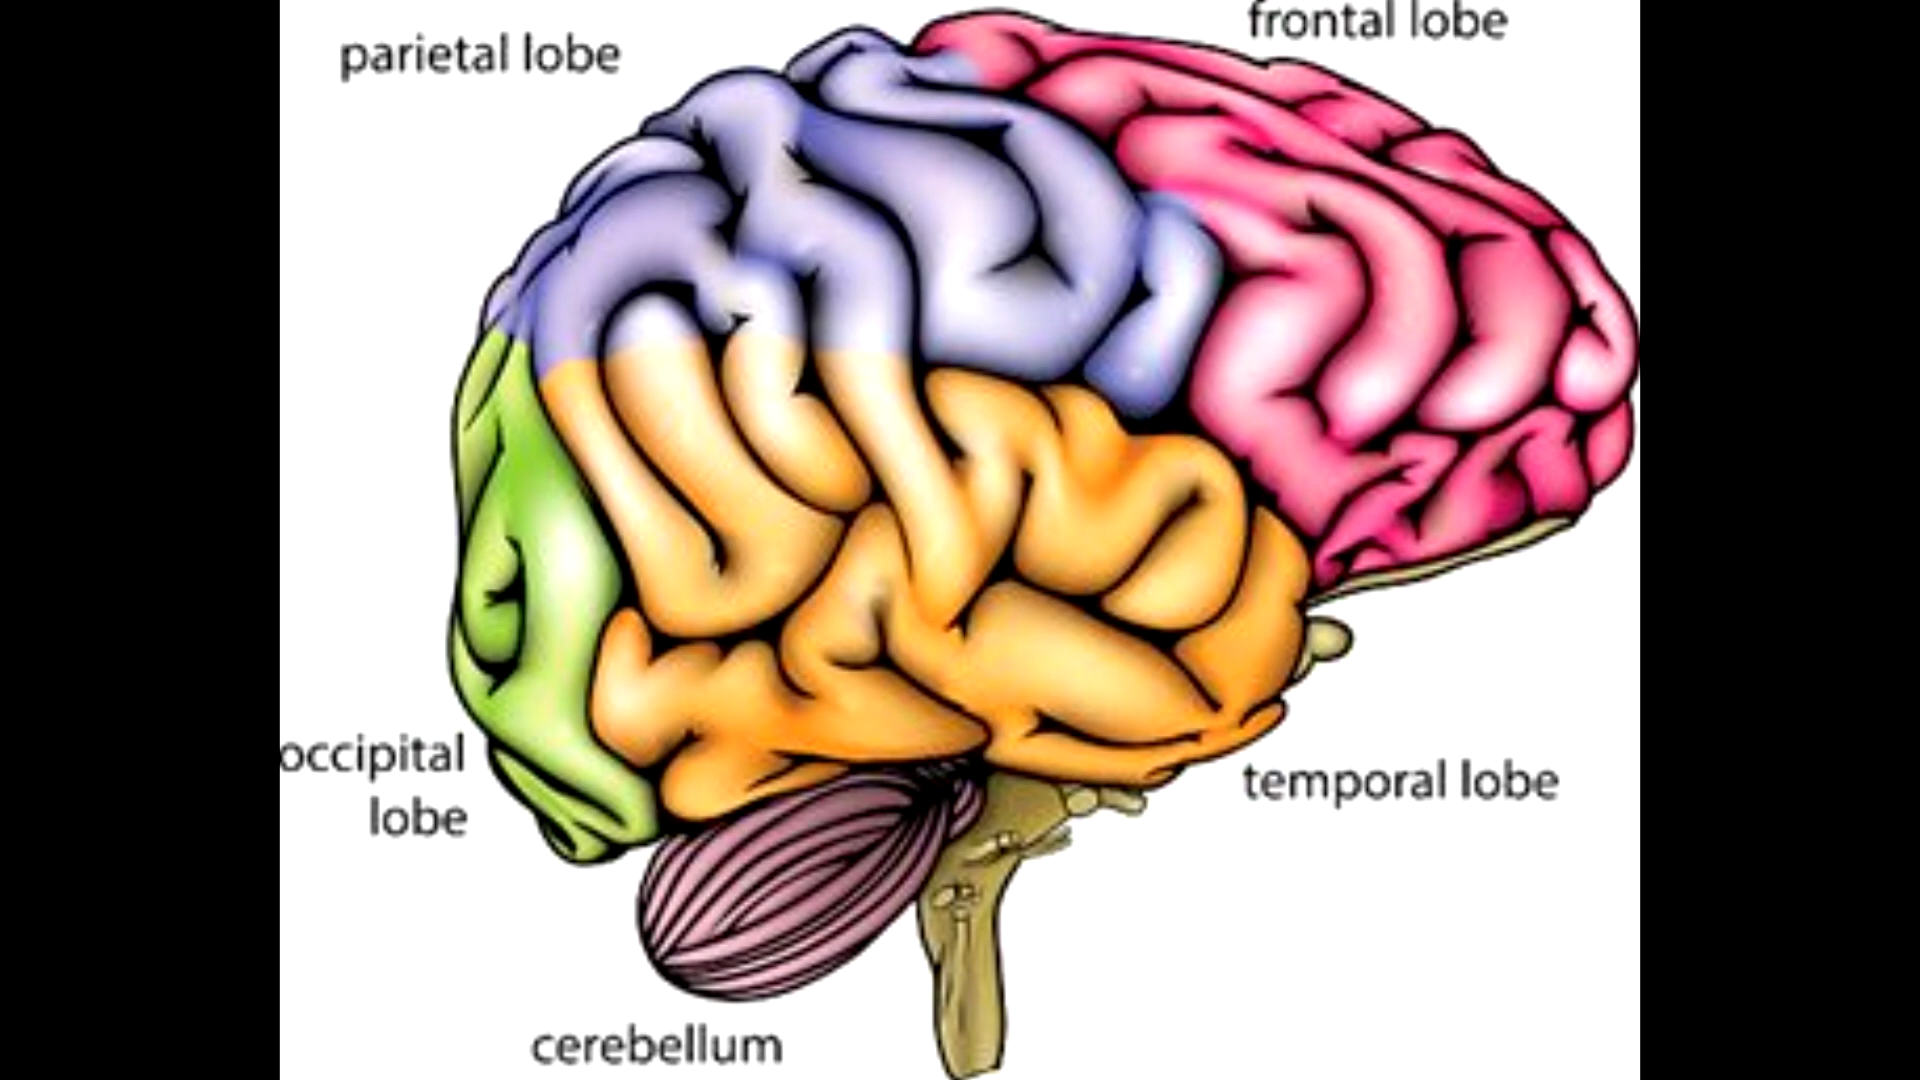 frontal lobe
parietal lobe
occipital
lobe
temporal lobe
cerebellum